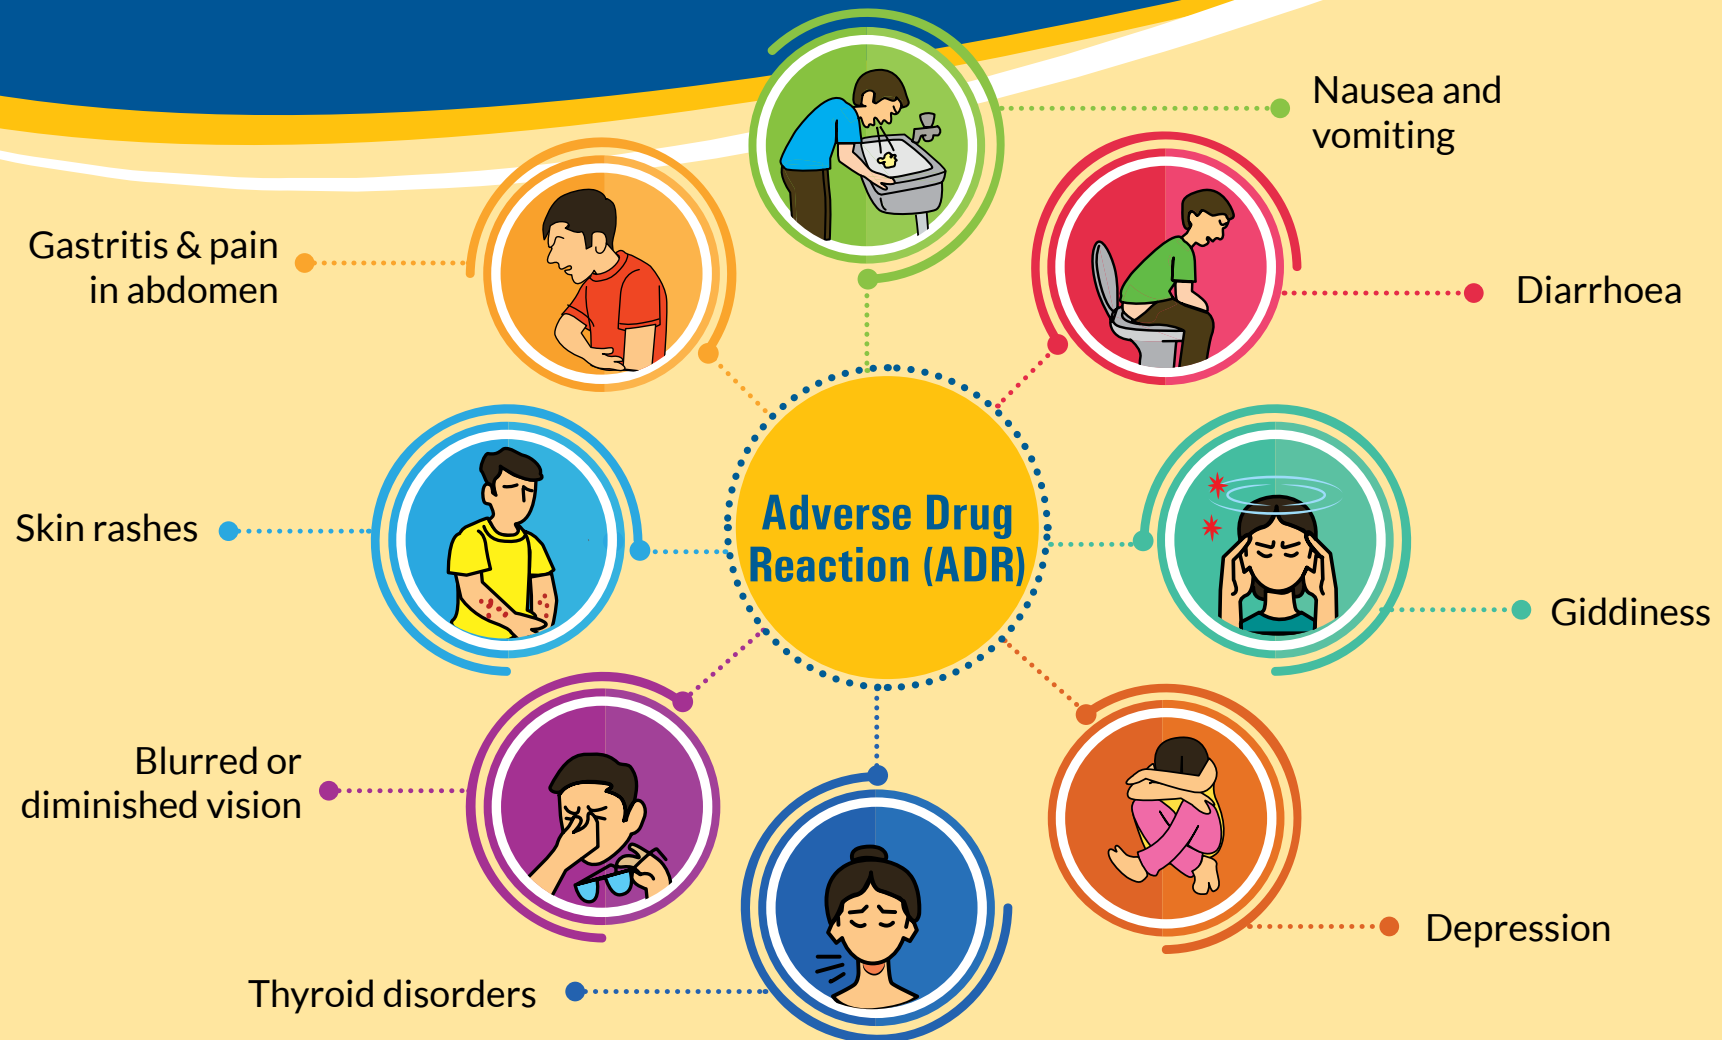 Nausea and
vomiting
Gastritis & pain
in abdomen
Diarrhoea
Adverse Drug
Reaction (ADR)
Skin rashes
Giddiness
Blurred or
diminished vision
Depression
Thyroid disorders